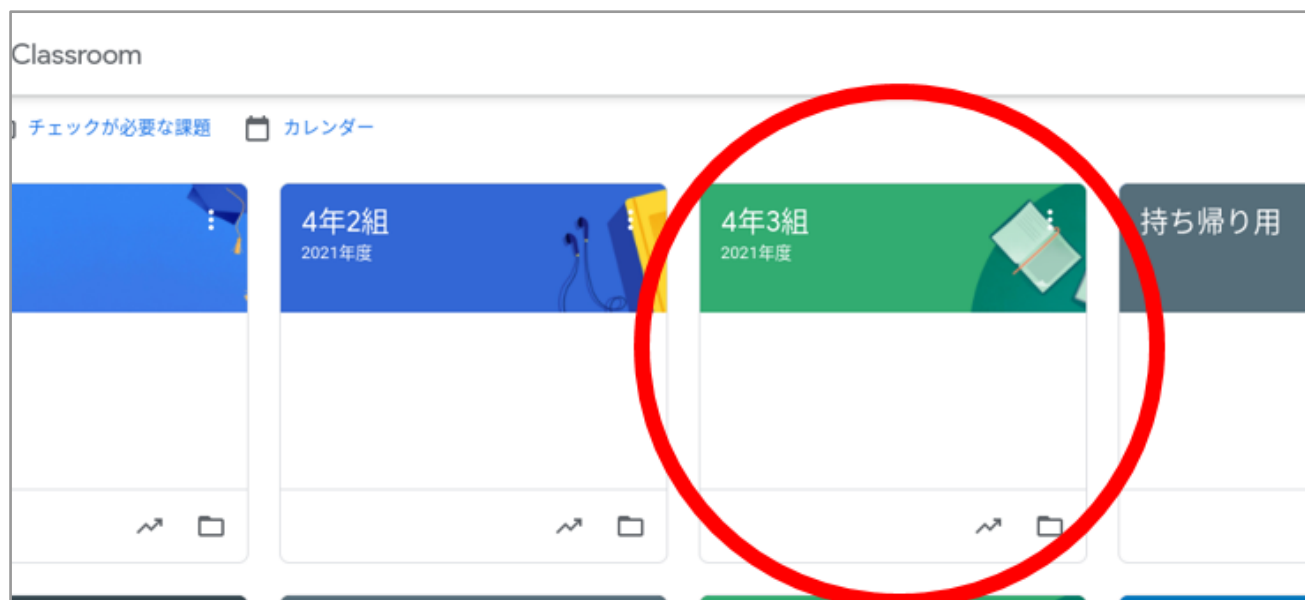 Classroom
チェックが必要な課題 カレンダー
4年2組
2021年度
4年3組
2021年度
持ち帰り用